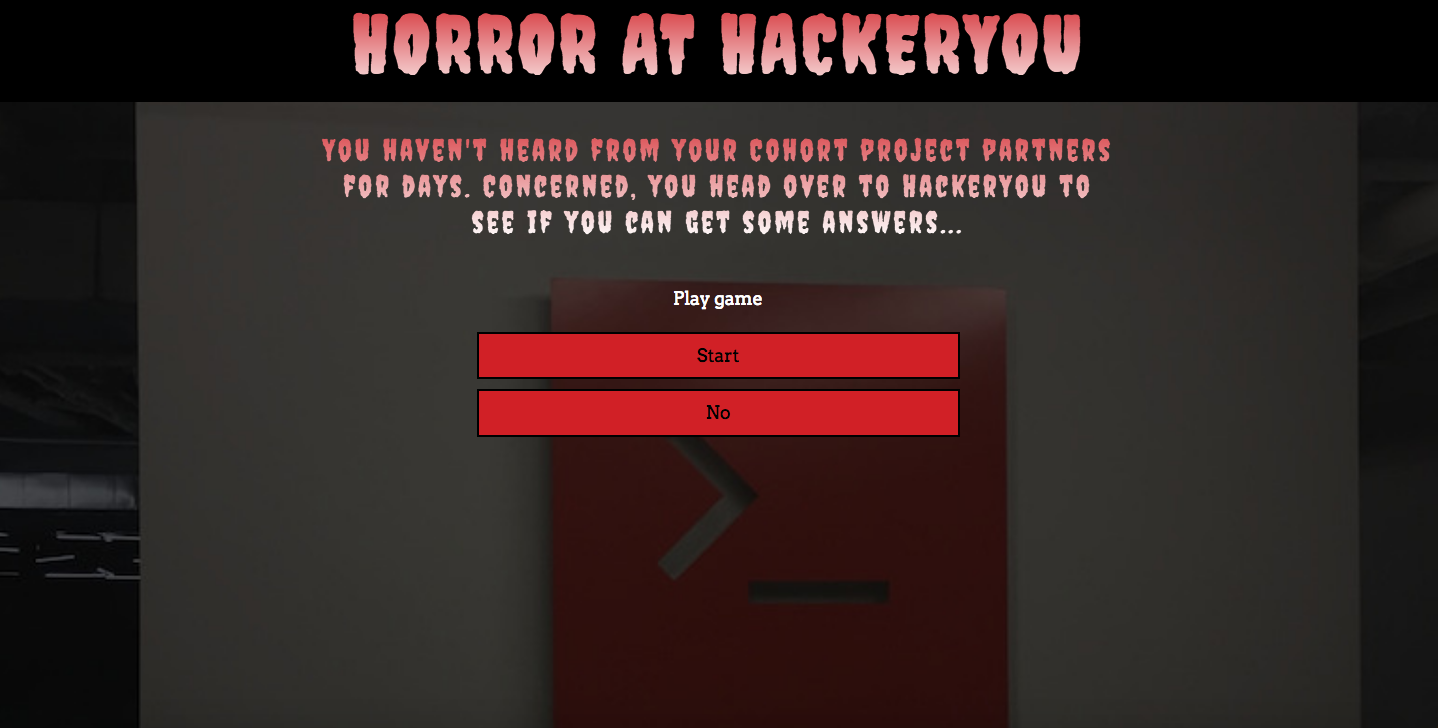 HORROR AT HACKERYOU
YOU HAVEN'T HEARD FROM YOUR COHORT PROJECT PARTNERS
FOR DAYS. CONCERNED, YOU HEAD OVER TO HACKERYOU TO
SEE IF YOU CAN GET SOME ANSWERS...
Play game
Start
No